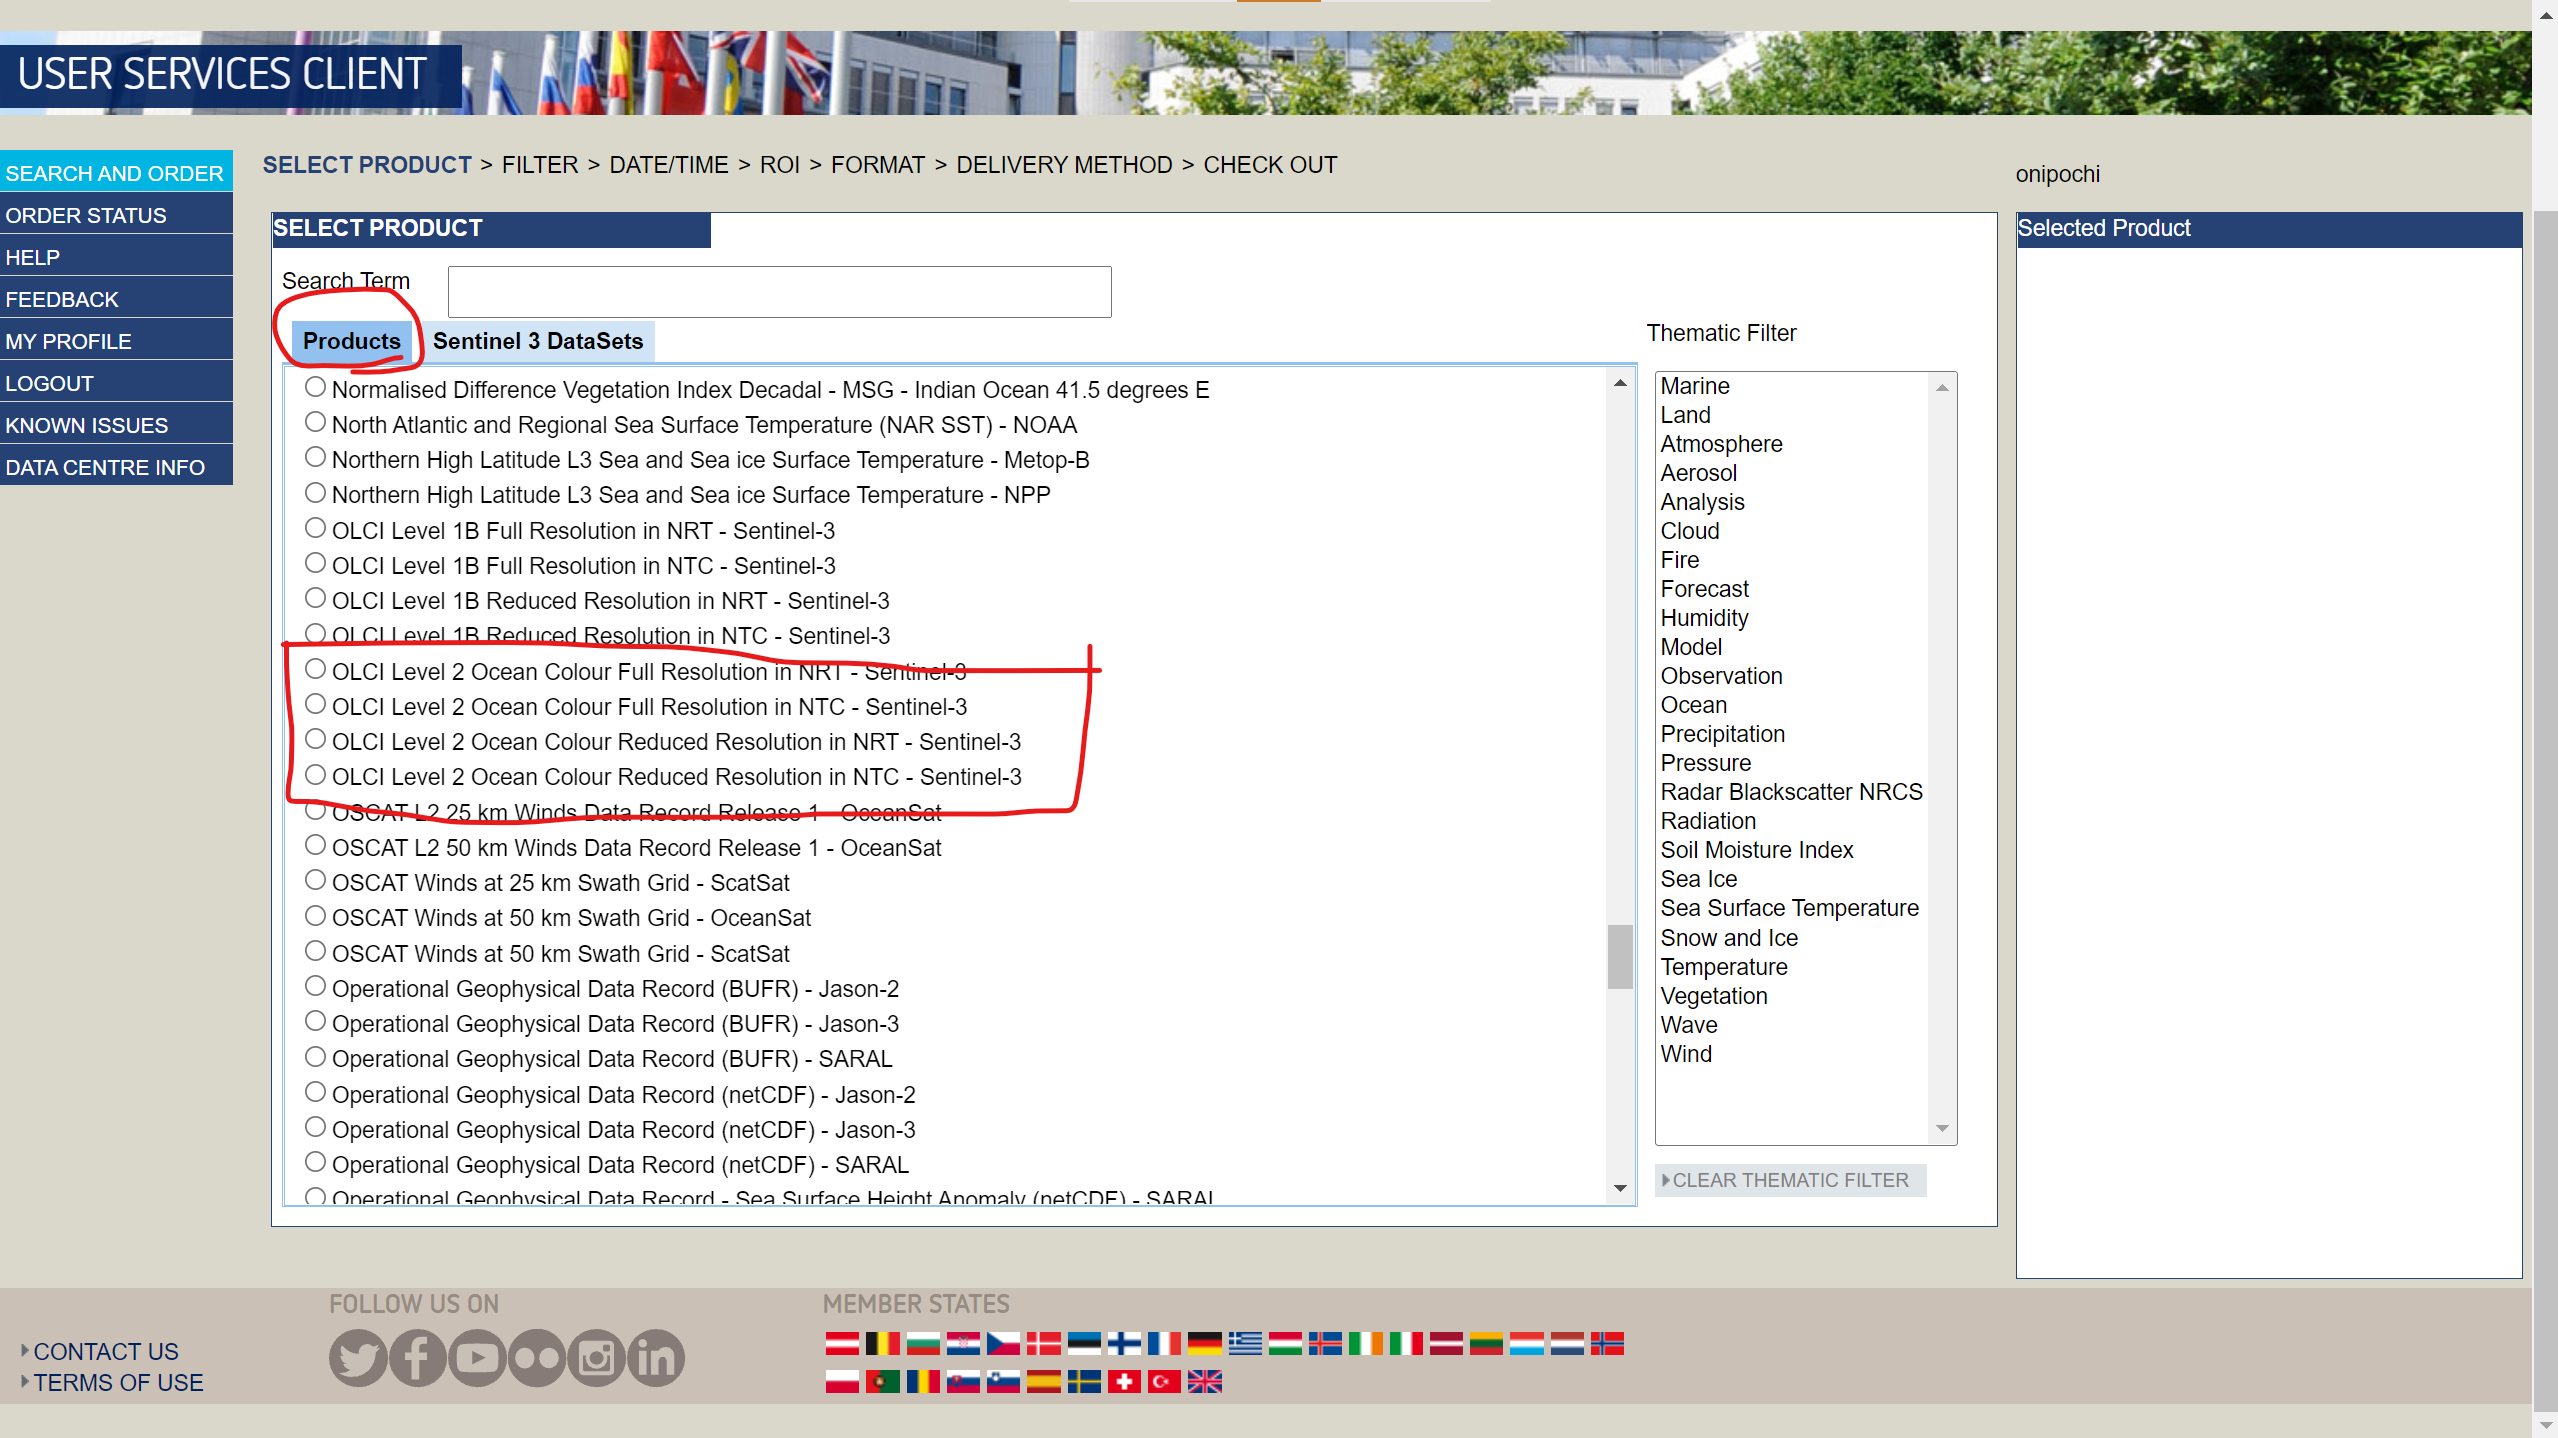 USER SERVICES CLIENT
SEARCH AND ORDER
ORDER STATUS
HELP
FEEDBACK
MY PROFILE
LOGOUT
KNOWN ISSUES
DATA CENTRE INFO
SELECT PRODUCT > FILTER > DATE/TIME > ROI > FORMAT > DELIVERY METHOD > CHECK OUT
onipochi
SELECT PRODUCT
Search Term
Products
Sentinel 3 DataSets
Normalised Difference Vegetation Index Decadal - MSG - Indian Ocean 41.5 degrees E
North Atlantic and Regional Sea Surface Temperature (NAR SST) - NOAA
Northern High Latitude L3 Sea and Sea ice Surface Temperature - Metop-B
Northern High Latitude L3 Sea and Sea ice Surface Temperature - NPP
OLCI Level 1B Full Resolution in NRT - Sentinel-3
OLCI Level 1B Full Resolution in NTC - Sentinel-3
OLCI Level 1B Reduced Resolution in NRT - Sentinel-3
OLCI Level 1B Reduced Resolution in NTC - Sentinel-3
OLCI Level 2 Ocean Colour Full Resolution in NRT - Sentinel-3
OLCI Level 2 Ocean Colour Full Resolution in NTC - Sentinel-3
OLCI Level 2 Ocean Colour Reduced Resolution in NRT - Sentinel-3
OLCI Level 2 Ocean Colour Reduced Resolution in NTC - Sentinel-3
OSCAT L2 25 km Winds Data Record Release 1 - OceanSat
OSCAT L2 50 km Winds Data Record Release 1 - OceanSat
OSCAT Winds at 25 km Swath Grid - ScatSat
OSCAT Winds at 50 km Swath Grid - OceanSat
OSCAT Winds at 50 km Swath Grid - ScatSat
Operational Geophysical Data Record (BUFR) - Jason-2
Operational Geophysical Data Record (BUFR) - Jason-3
Operational Geophysical Data Record (BUFR) - SARAL
Operational Geophysical Data Record (netCDF) - Jason-2
Operational Geophysical Data Record (netCDF) - Jason-3
Operational Geophysical Data Record (netCDF) - SARAL
Operational Geophysical Data Record - Sea Surface Height Anomaly (netCDF) - SARAL
Thematic Filter
Marine
Land
Atmosphere
Aerosol
Analysis
Cloud
Fire
Forecast
Humidity
Model
Observation
Ocean
Precipitation
Pressure
Radar Blackscatter NRCS
Radiation
Soil Moisture Index
Sea Ice
Sea Surface Temperature
Snow and Ice
Temperature
Vegetation
Wave
Wind
CLEAR THEMATIC FILTER
Selected Product
CONTACT US
TERMS OF USE
FOLLOW US ON
MEMBER STATES